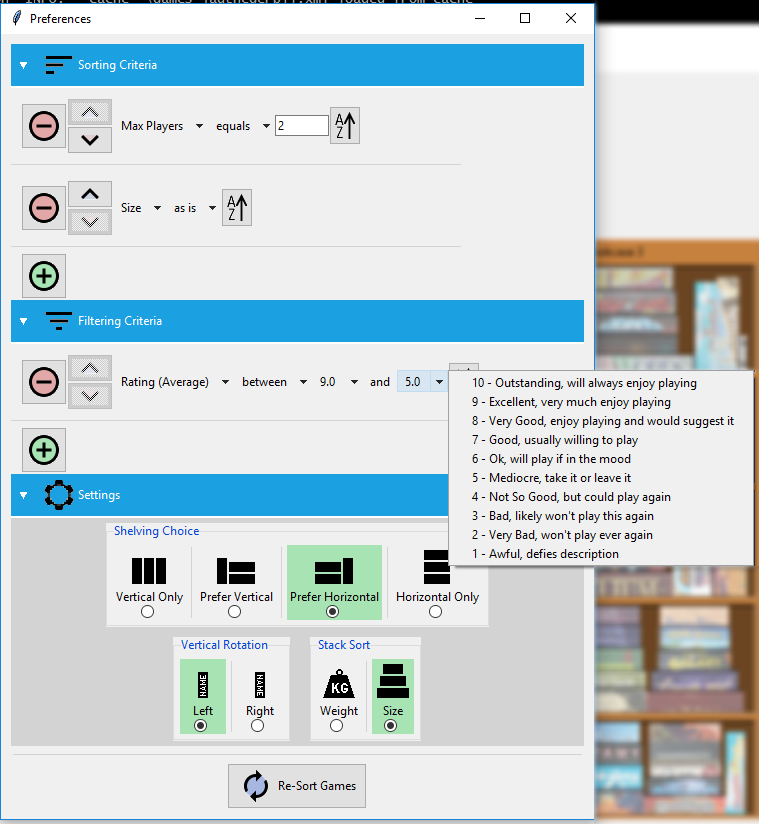 Preferences
Sorting Criteria
Max Players equals 2 A Z
Size as is A Z
Filtering Criteria
Rating (Average) between 9.0 and 5.0
10 - Outstanding, will always enjoy playing
9 - Excellent, very much enjoy playing
8 - Very Good, enjoy playing and would suggest it
7 - Good, usually willing to play
6 - Ok, will play if in the mood
5 - Mediocre, take it or leave it
4 - Not So Good, but could play again
3 - Bad, likely won't play this again
2 - Very Bad, won't play ever again
1 - Awful, defies description
Settings
Shelving Choice
Vertical Only Prefer Vertical Prefer Horizontal Horizontal Only
Vertical Rotation Stack Sort
NAME NAME KG
Left Right Weight Size
Re-Sort Games